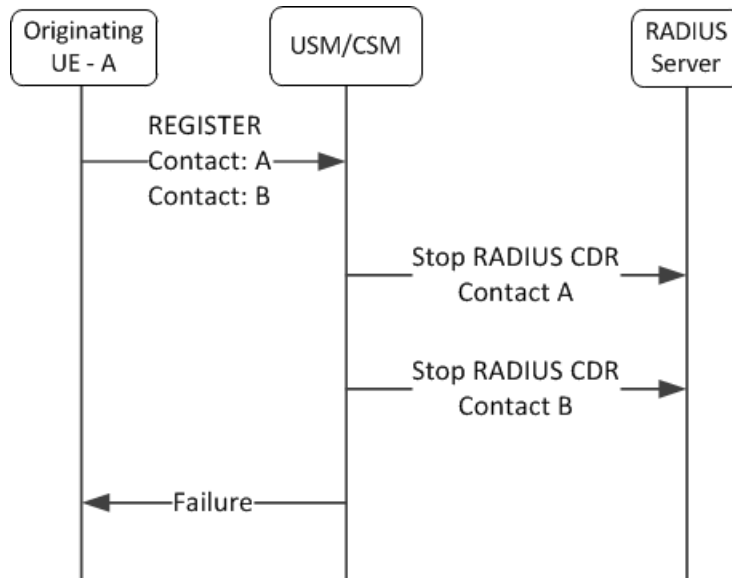 Originating
UE - A
USM/CSM
RADIUS
Server
REGISTER
Contact: A
Contact: B
Stop RADIUS CDR
Contact A
Stop RADIUS CDR
Contact B
Failure